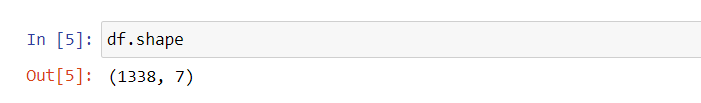 In [5]: df.shape
Out[5]: (1338, 7)